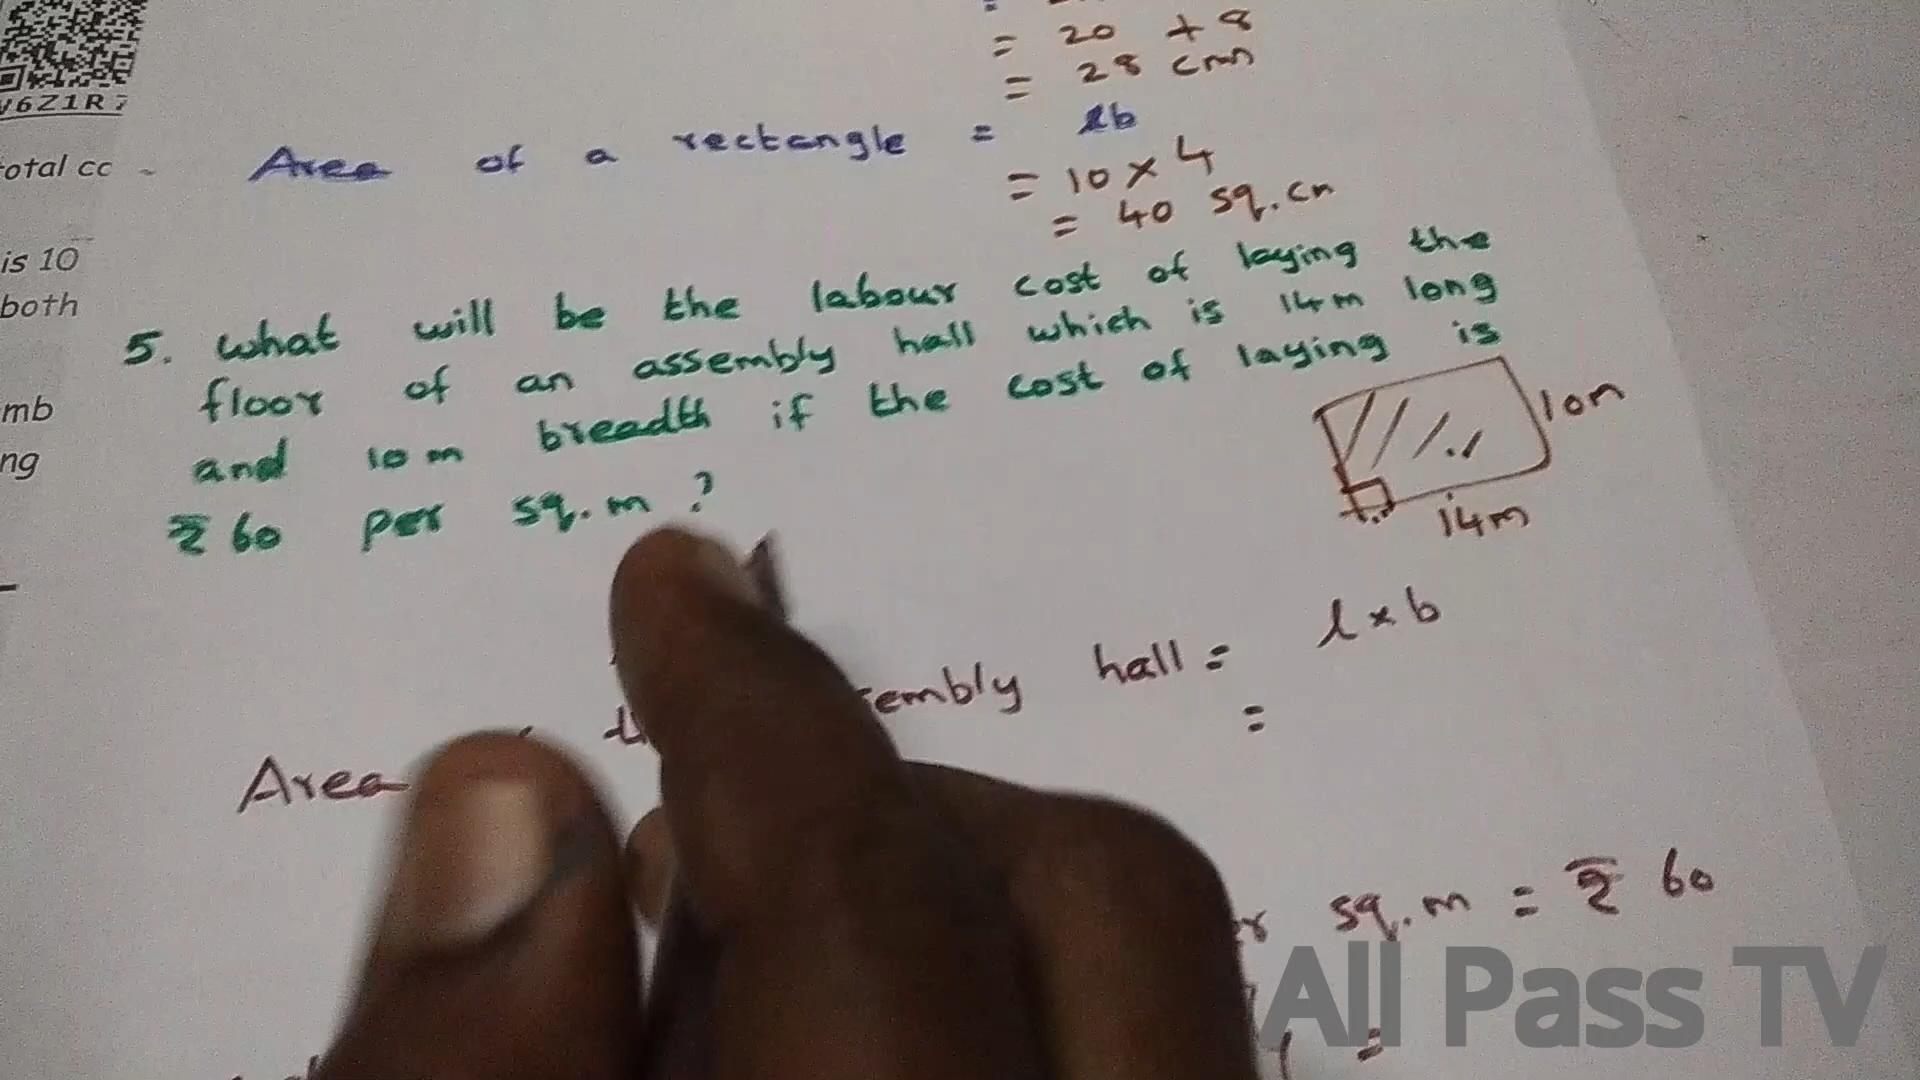 = 20 + 8
= 28 cm
V6Z1R7
Area of a rectangle = lb
= 10 × 4
= 40 sq.cm
otal cc
is 10
both
mb
ng
5. what will be the labour cost of laying the
floor of an assembly hall which is 14m long
and 10m breadth if the cost of laying is
₹ 60 per sq.m?
10m
14m
Area sembly hall = l × b
=
r sq.m = ₹ 60
=
All Pass TV